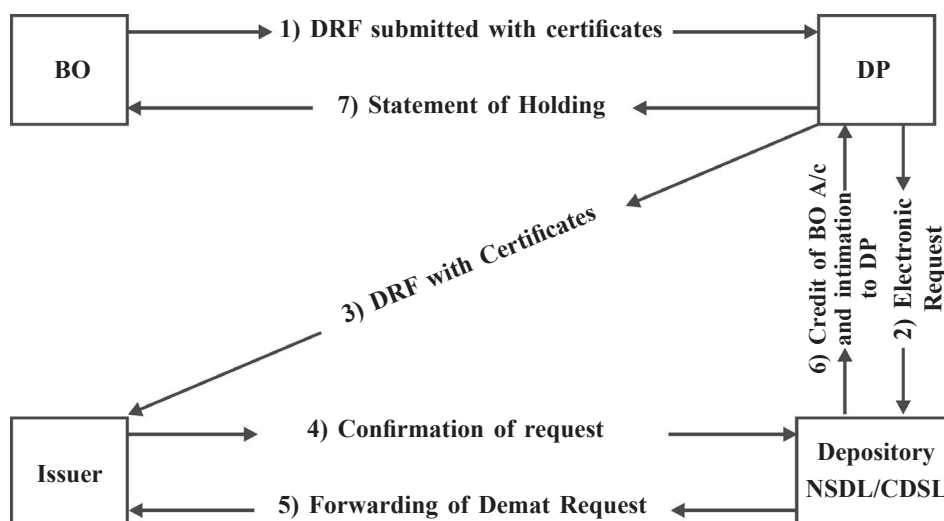 1) DRF submitted with certificates
BO
DP
7) Statement of Holding
3) DRF with Certificates
6) Credit of BO A/c
and intimation
to DP
2) Electronic
Request
4) Confirmation of request
Issuer
Depository
NSDL/CDSL
5) Forwarding of Demat Request